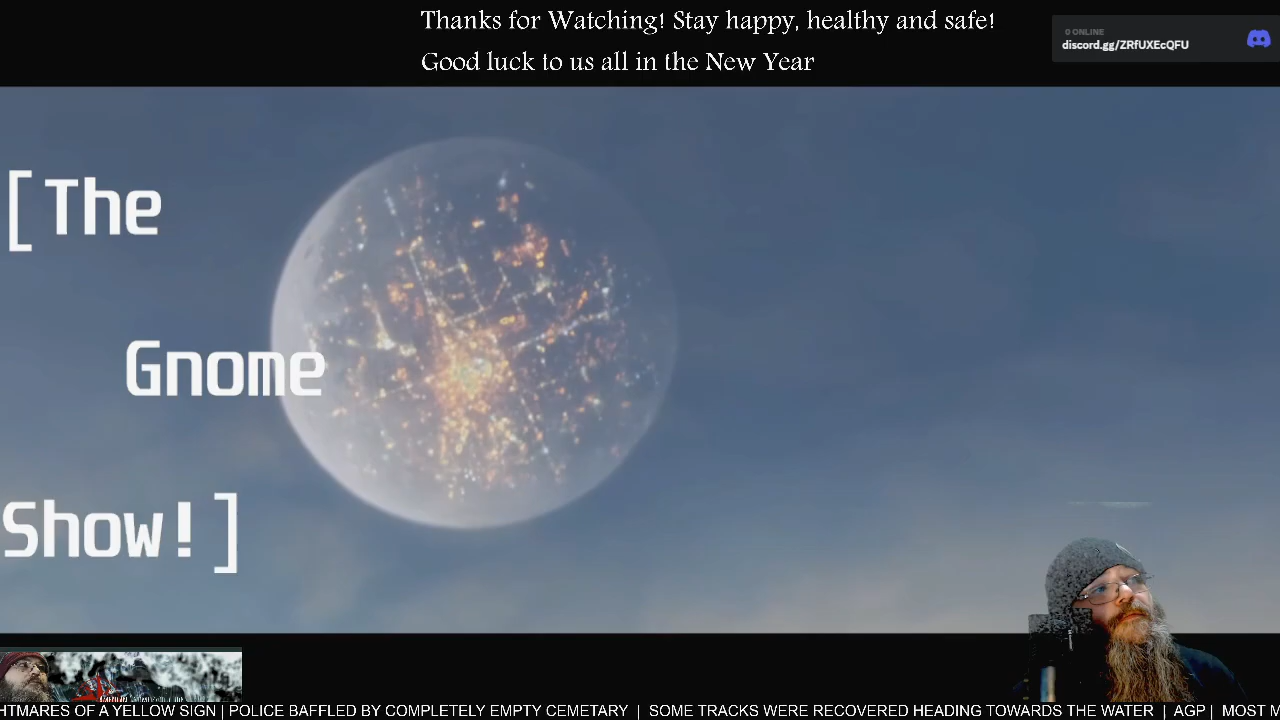 Thanks for Watching! Stay happy, healthy and safe!
Good luck to us all in the New Year
0 ONLINE
discord.gg/ZRfUXEcQFU
[The
Gnome
Show!]
HTMARES OF A YELLOW SIGN | POLICE BAFFLED BY COMPLETELY EMPTY CEMETARY | SOME TRACKS WERE RECOVERED HEADING TOWARDS THE WATER | AGP | MOST M